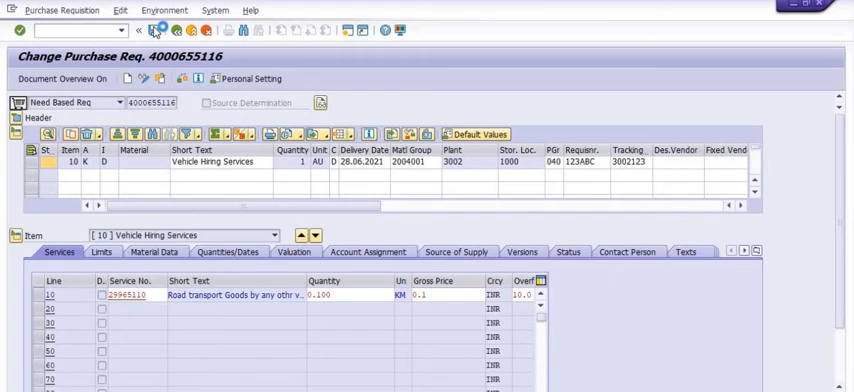 Purchase Requisition Edit Environment System Help
Change Purchase Req. 4000655116
Document Overview On Personal Setting
Need Based Req 4000655116 Source Determination
Header
Default Values
St... Item A I Material Short Text Quantity Unit C Delivery Date Matl Group Plant Stor. Loc. PGr Requisnr. Tracking Des.Vendor Fixed Vend
10 K D Vehicle Hiring Services 1 AU D 28.06.2021 2004001 3002 1000 040 123ABC 3002123
Item [ 10 ] Vehicle Hiring Services
Services Limits Material Data Quantities/Dates Valuation Account Assignment Source of Supply Versions Status Contact Person Texts
Line D.. Service No. Short Text Quantity Un Gross Price Crcy Overf
10 29965110 Road transport Goods by any othr v... 0.100 KM 0.1 INR 10.0
20 INR
30 INR
40 INR
50 INR
60 INR
70 INR